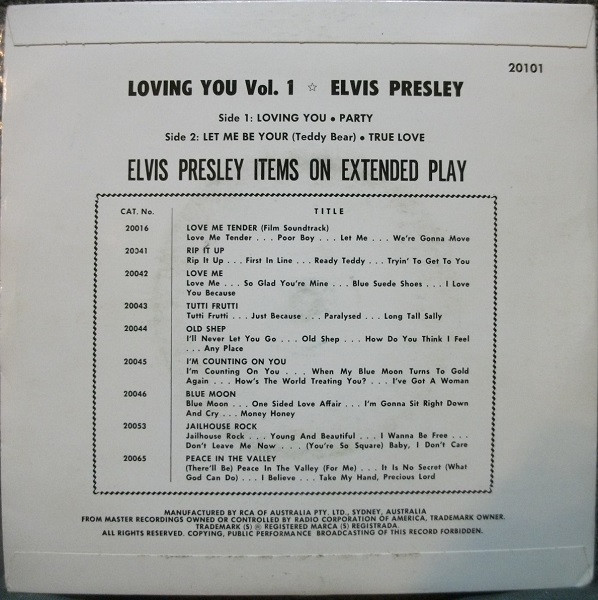 20101
LOVING YOU Vol. 1 ☆ ELVIS PRESLEY
Side 1: LOVING YOU • PARTY
Side 2: LET ME BE YOUR (Teddy Bear) • TRUE LOVE
ELVIS PRESLEY ITEMS ON EXTENDED PLAY
CAT. No. TITLE
20016 LOVE ME TENDER (Film Soundtrack)
Love Me Tender . . . Poor Boy . . . Let Me . . . We're Gonna Move
20041 RIP IT UP
Rip It Up . . . First In Line . . . Ready Teddy . . . Tryin' To Get To You
20042 LOVE ME
Love Me . . . So Glad You're Mine . . . Blue Suede Shoes . . . I Love
You Because
20043 TUTTI FRUTTI
Tutti Frutti . . . Just Because . . . Paralysed . . . Long Tall Sally
20044 OLD SHEP
I'll Never Let You Go . . . Old Shep . . . How Do You Think I Feel
. . . Any Place
20045 I'M COUNTING ON YOU
I'm Counting On You . . . When My Blue Moon Turns To Gold
Again . . . How's The World Treating You? . . . I've Got A Woman
20046 BLUE MOON
Blue Moon . . . One Sided Love Affair . . . I'm Gonna Sit Right Down
And Cry . . . Money Honey
20053 JAILHOUSE ROCK
Jailhouse Rock . . . Young And Beautiful . . . I Wanna Be Free . . .
Don't Leave Me Now . . . (You're So Square) Baby, I Don't Care
20065 PEACE IN THE VALLEY
(There'll Be) Peace In The Valley (For Me) . . . It Is No Secret (What
God Can Do) . . . I Believe . . . Take My Hand, Precious Lord
MANUFACTURED BY RCA OF AUSTRALIA PTY. LTD., SYDNEY, AUSTRALIA
FROM MASTER RECORDINGS OWNED OR CONTROLLED BY RADIO CORPORATION OF AMERICA, TRADEMARK OWNER.
TRADEMARK (S) ® REGISTERED MARCA (S) REGISTRADA.
ALL RIGHTS RESERVED. COPYING, PUBLIC PERFORMANCE BROADCASTING OF THIS RECORD FORBIDDEN.